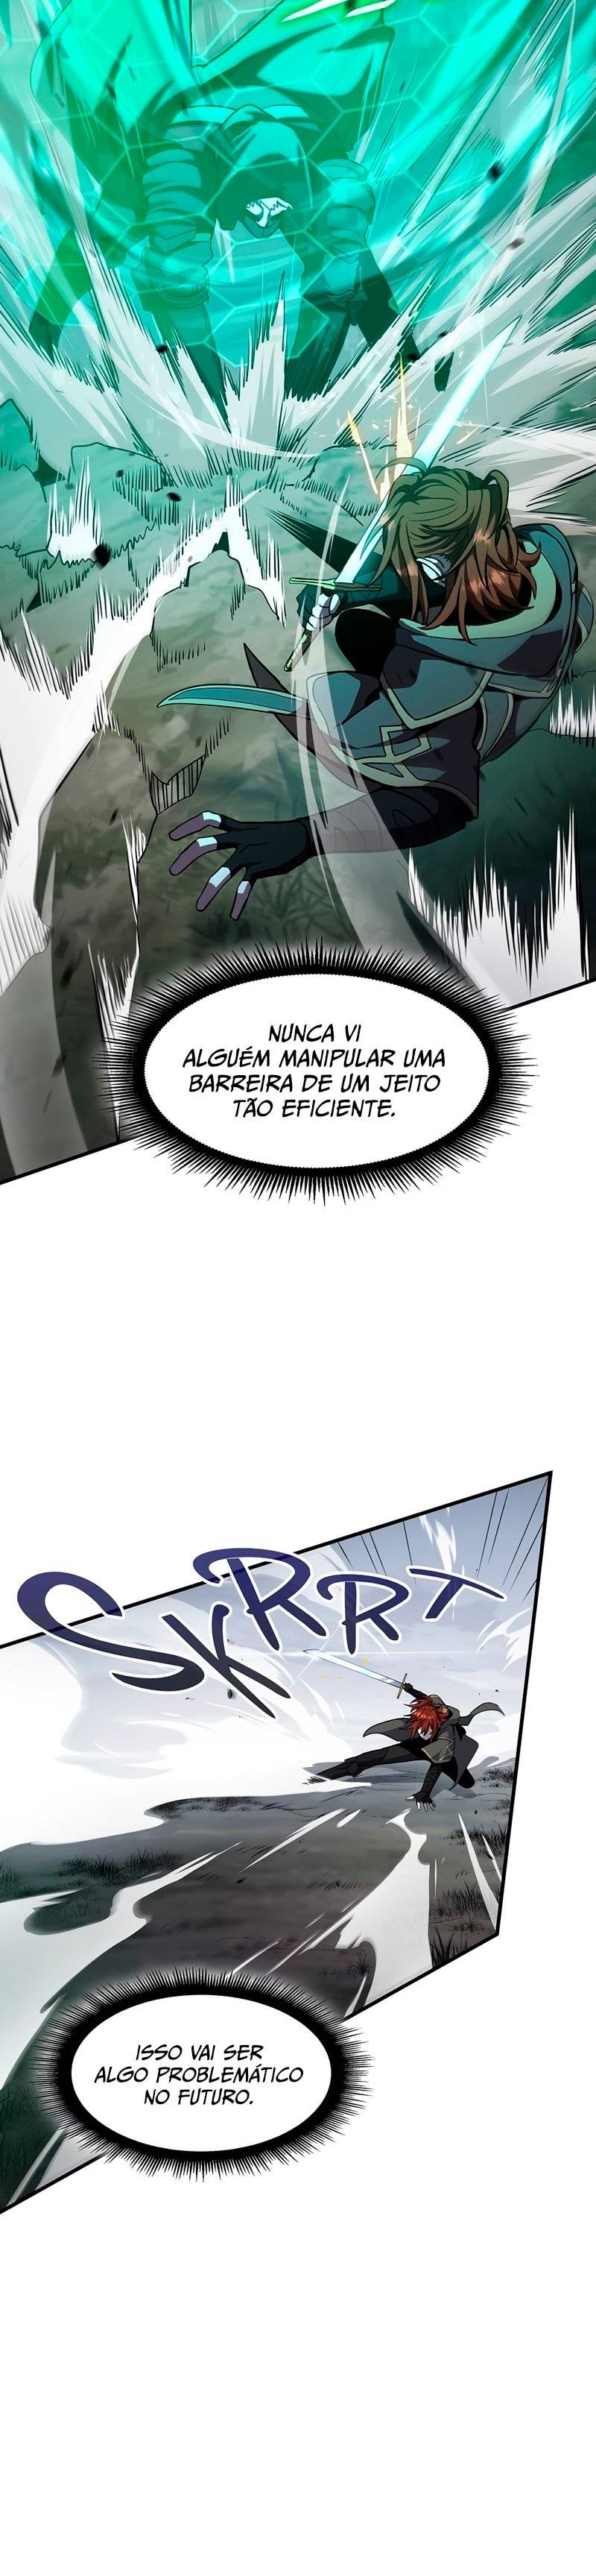 NUNCA VI
ALGUÉM MANIPULAR UMA
BARREIRA DE UM JEITO
TÃO EFICIENTE.
SKRRT
ISSO VAI SER
ALGO PROBLEMÁTICO
NO FUTURO.